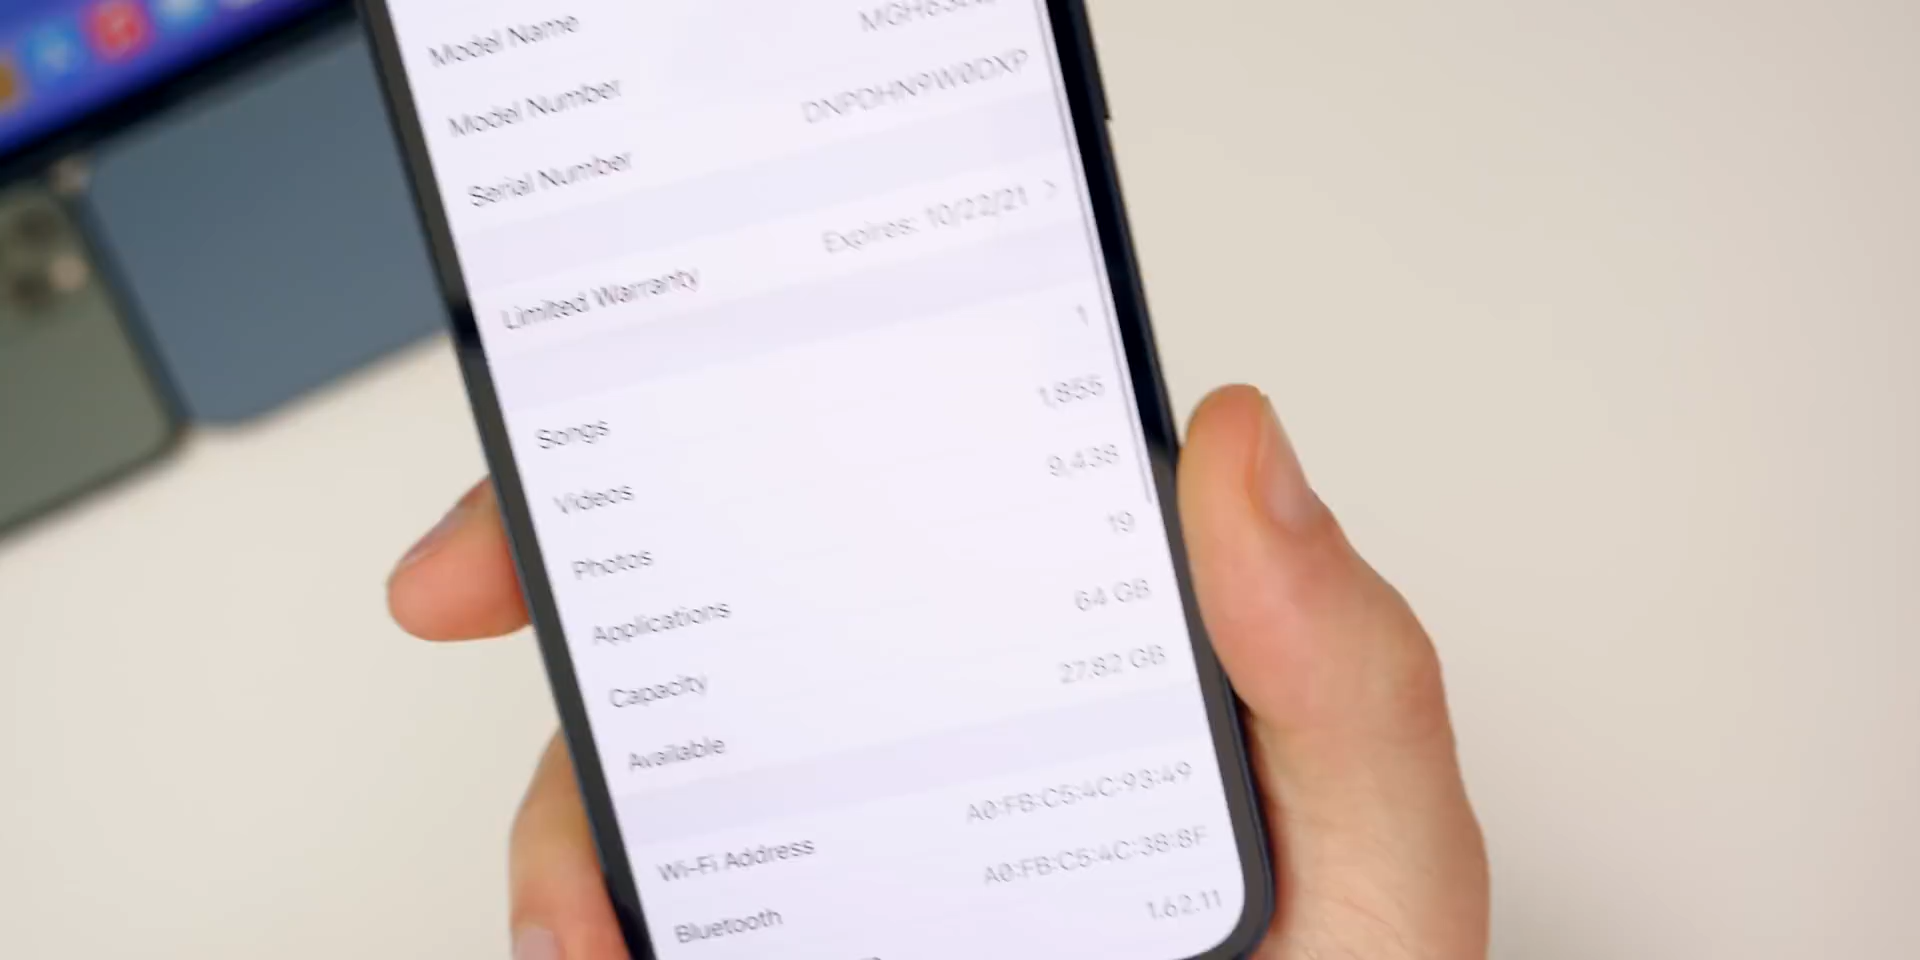 Model Name
Model Number
Serial Number DNPDHN9W0DXP
Limited Warranty Expires: 10/22/21 >
Songs 1
Videos 1,855
Photos 9,438
Applications 19
Capacity 64 GB
Available 27.82 GB
Wi-Fi Address A0:FB:C5:4C:93:49
Bluetooth A0:FB:C5:4C:38:8F
1.62.11